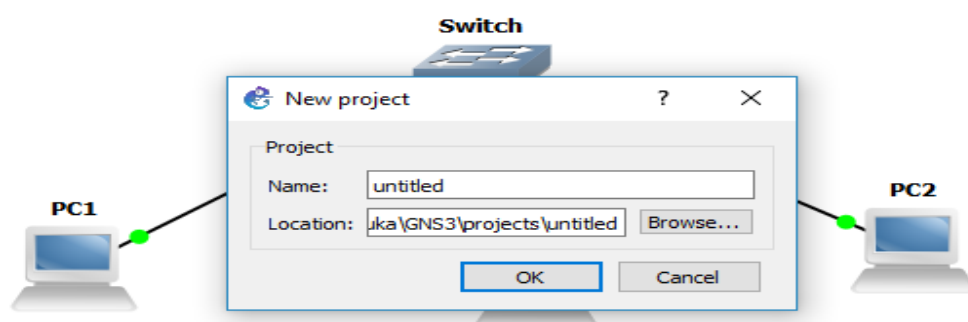 Switch
New project ? ×
Project
Name: untitled
Location: uka\GNS3\projects\untitled Browse...
PC1
PC2
OK Cancel